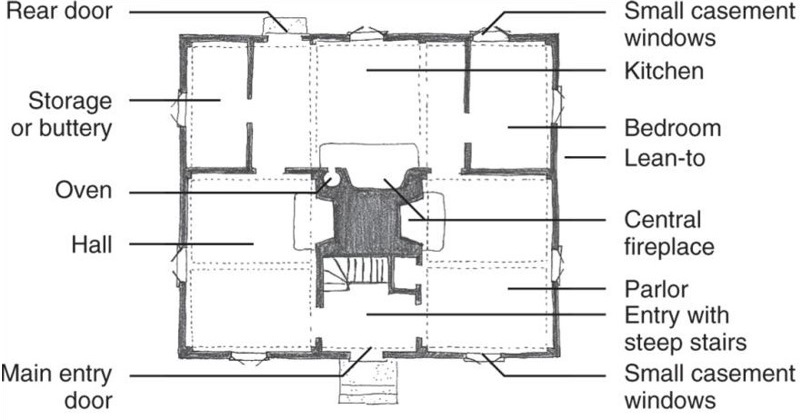 Rear door
Storage
or buttery
Oven
Hall
Main entry
door
Small casement
windows
Kitchen
Bedroom
Lean-to
Central
fireplace
Parlor
Entry with
steep stairs
Small casement
windows